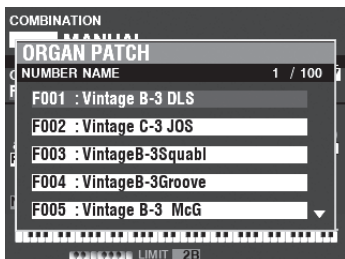 COMBINATION
MANUAL
ORGAN PATCH
NUMBER NAME 1 / 100
F001 : Vintage B-3 DLS
F002 : Vintage C-3 JOS
F003 : VintageB-3Squabl
F004 : VintageB-3Groove
F005 : Vintage B-3 McG
LIMIT 2B